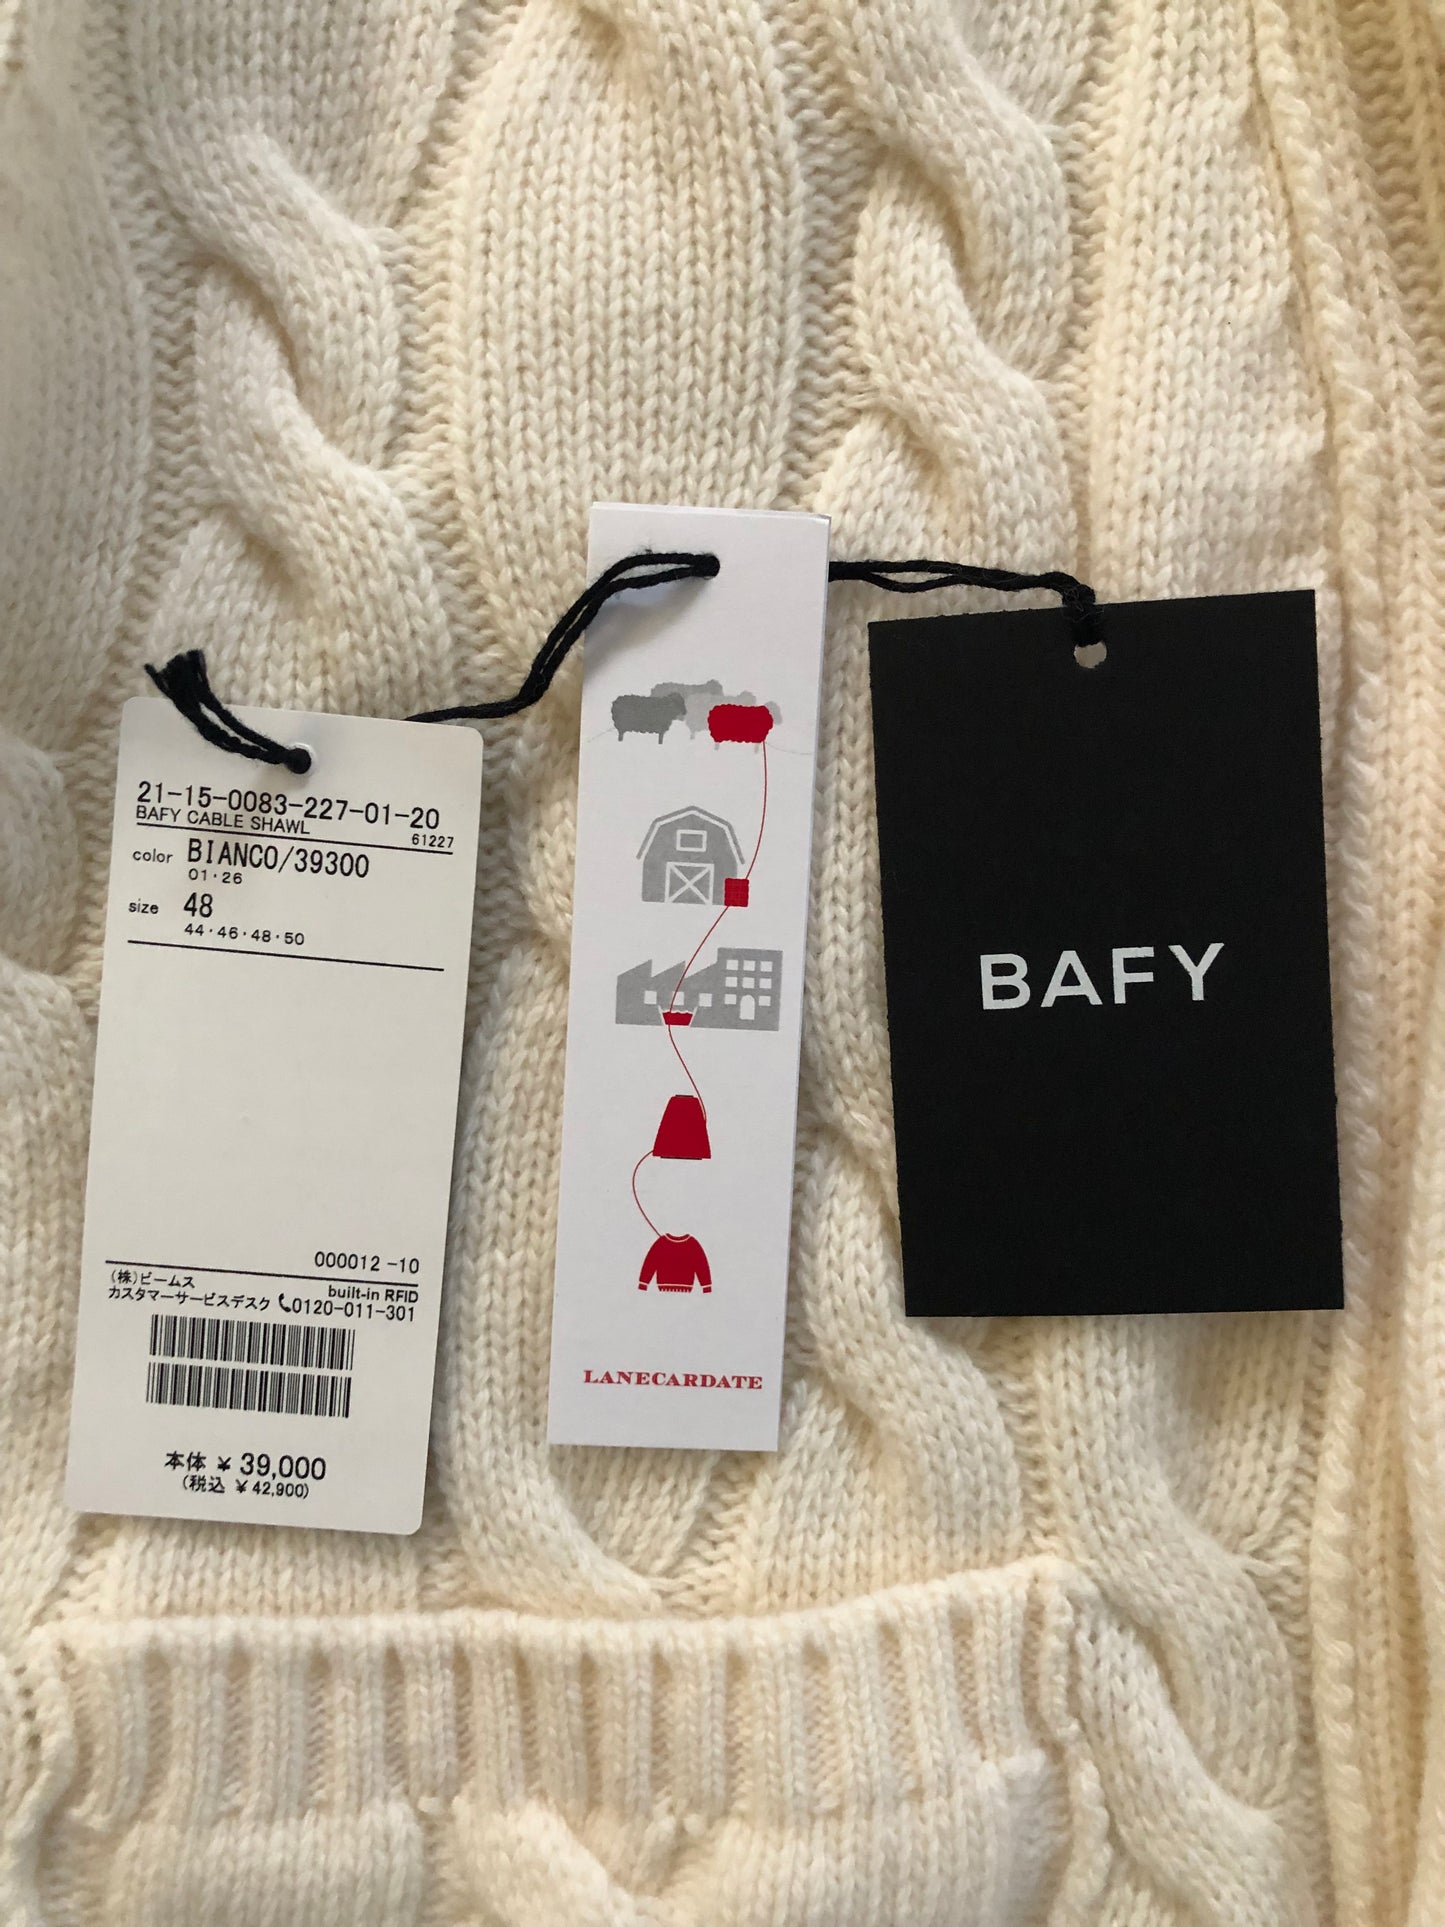 21-15-0083-227-01-20
BAFY CABLE SHAWL
61227
color BIANCO/39300
01・26
size 48
44・46・48・50
000012 -10
(株)ビームス
built-in RFID
カスタマーサービスデスク 0120-011-301
本体 ¥ 39,000
(税込 ¥ 42,900)
LANECARDATE
BAFY